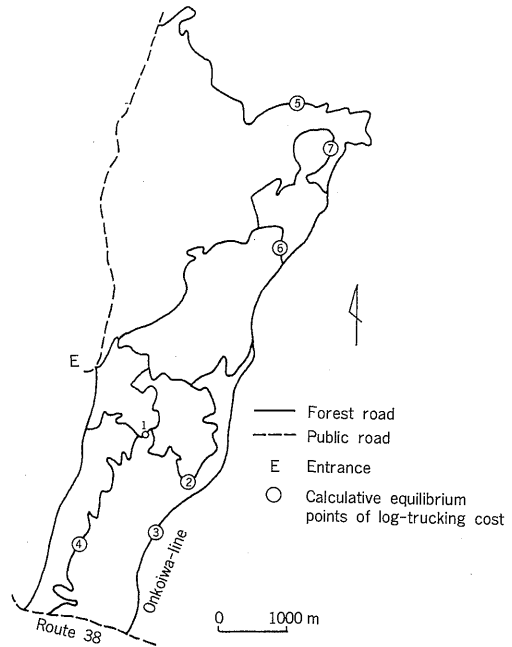 5
7
6
E
1
2
3
4
Onkoiwa-line
Route 38
Forest road
Public road
E Entrance
Calculative equilibrium
points of log-trucking cost
0 1000 m